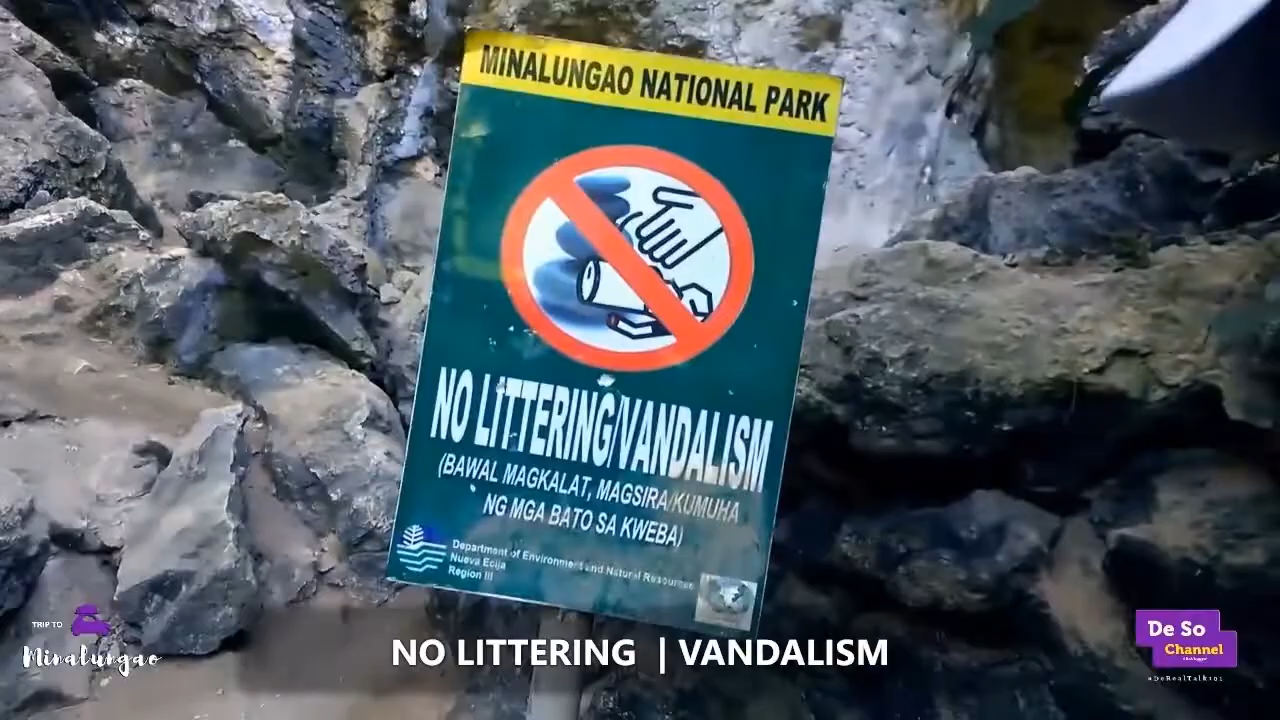 MINALUNGAO NATIONAL PARK
NO LITTERING/VANDALISM
(BAWAL MAGKALAT, MAGSIRA/KUMUHA
NG MGA BATO SA KWEBA)
Department of Environment and Natural Resources
Nueva Ecija
Region III
NO LITTERING | VANDALISM
TRIP TO
Minalungao
De So
Channel
#DeRealTalk101